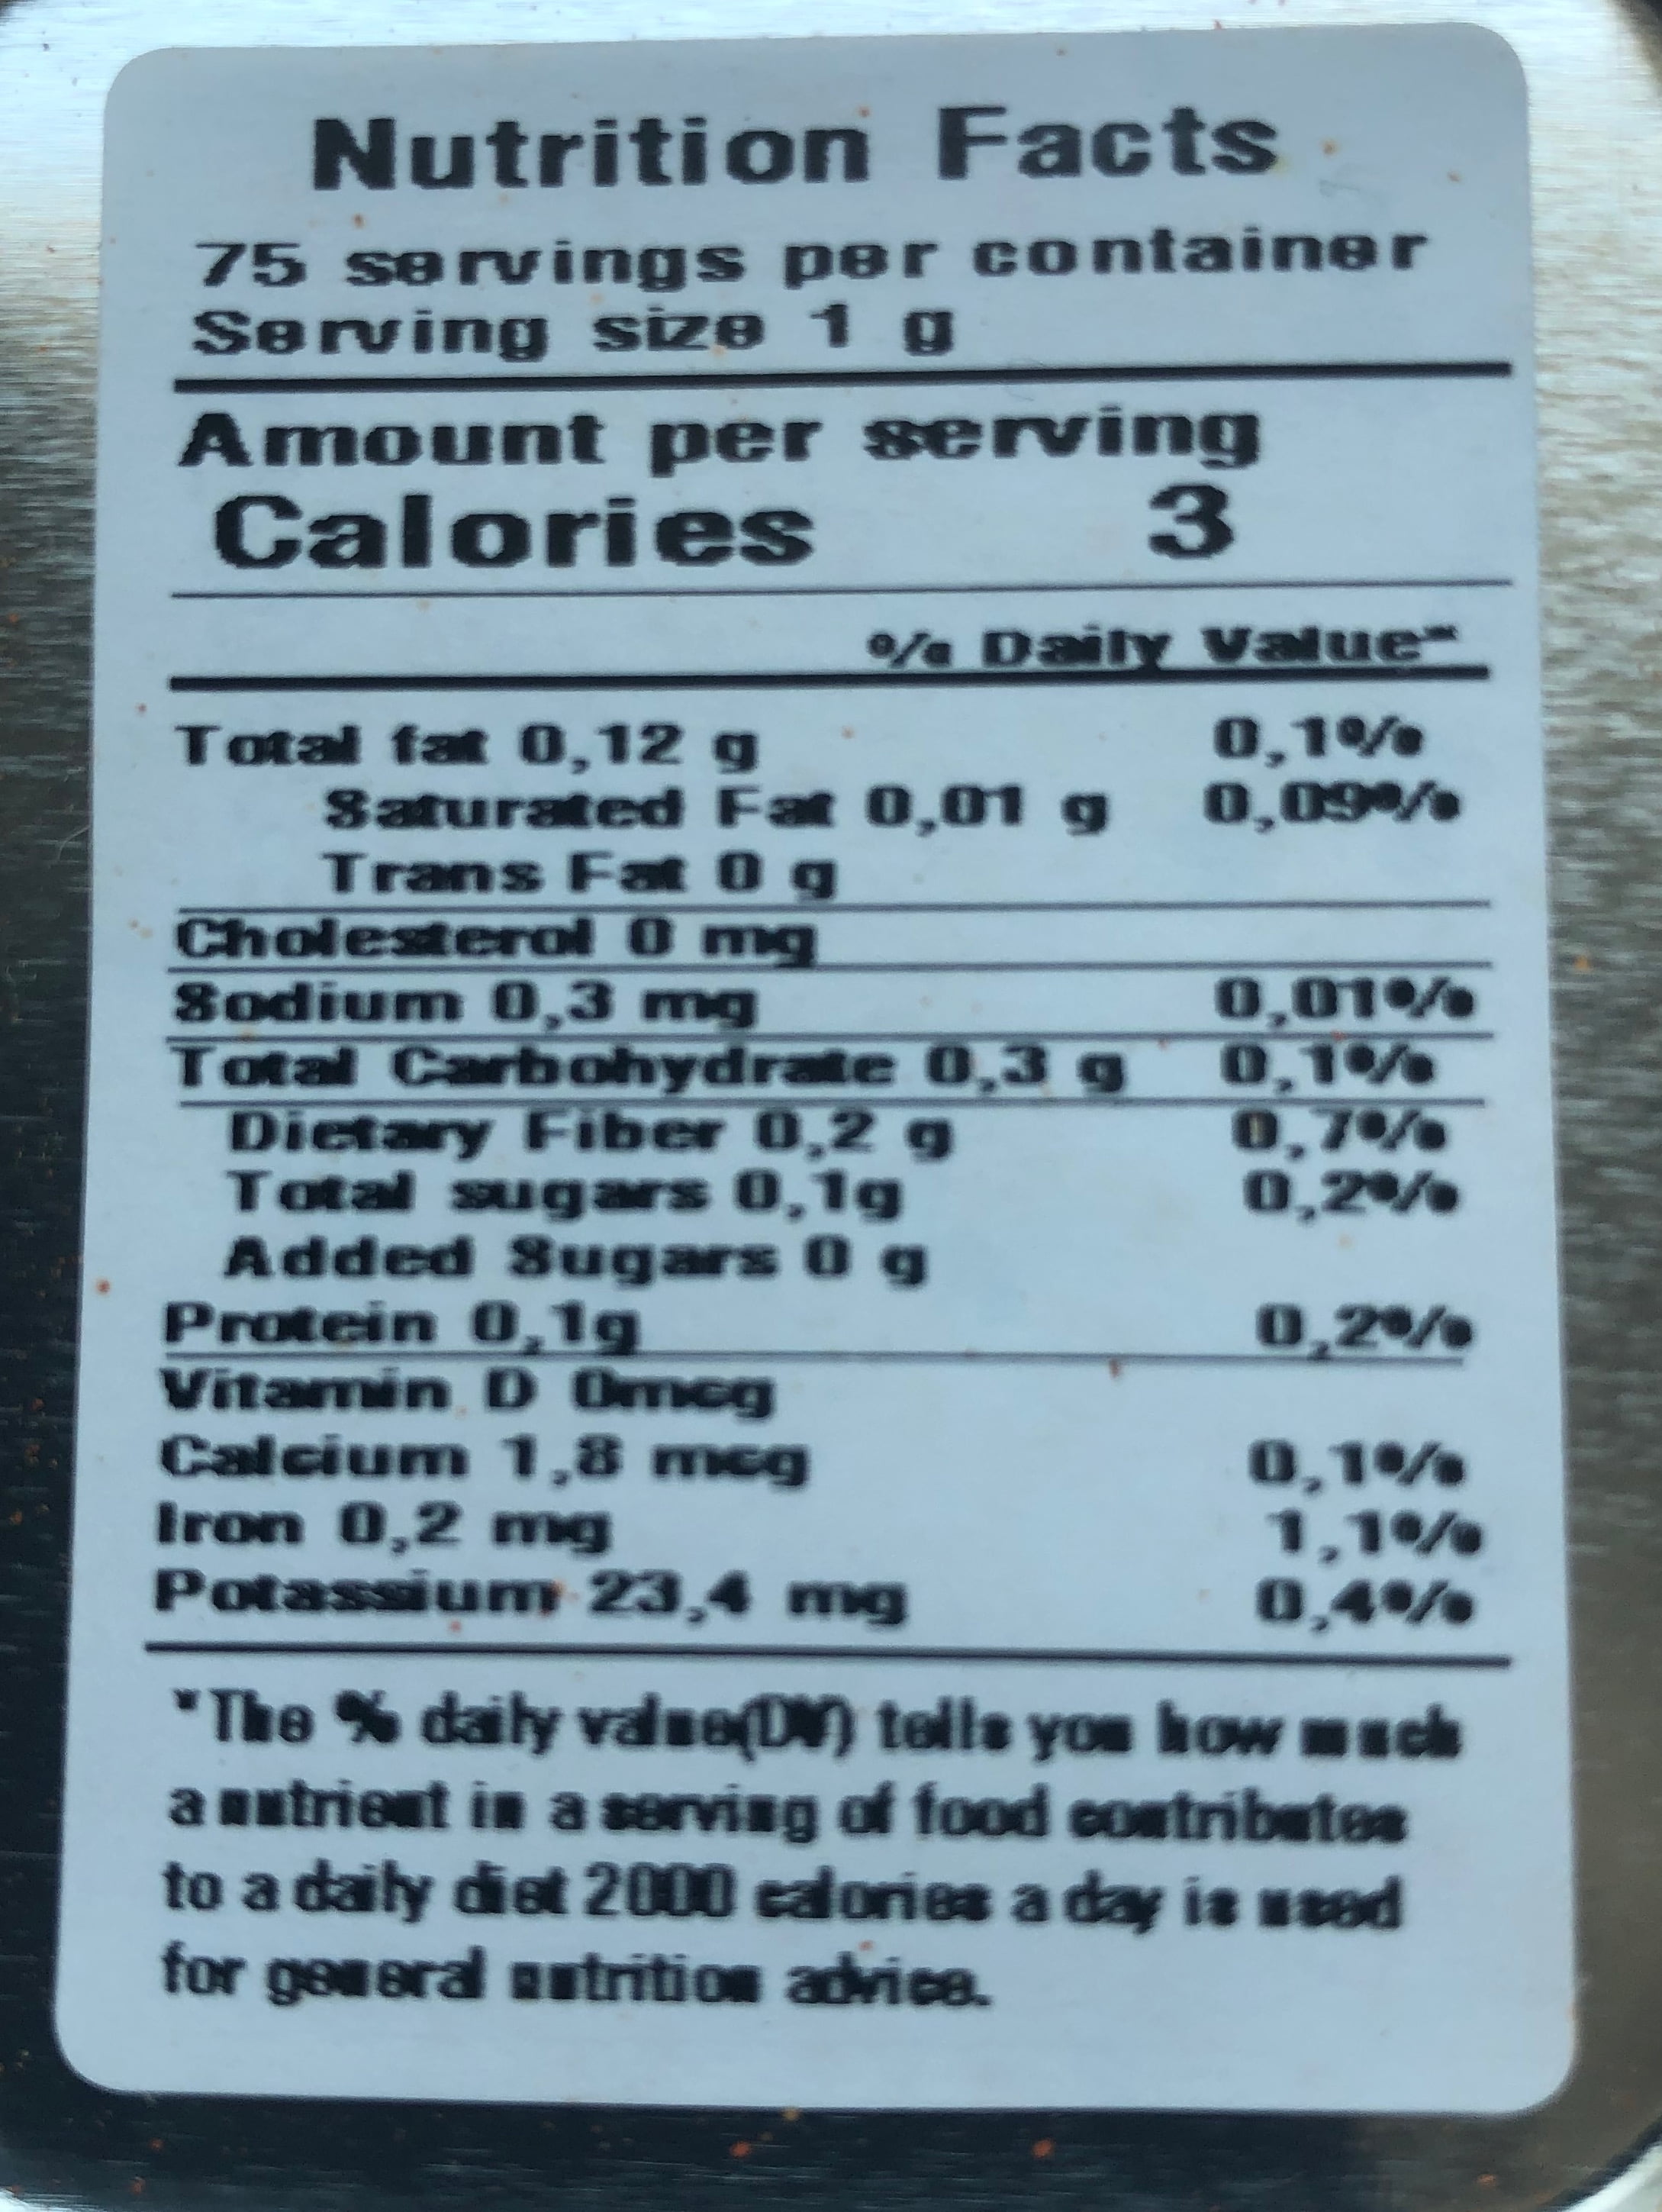 Nutrition Facts
75 servings per container
Serving size 1 g
Amount per serving
Calories 3
% Daily Value*
Total fat 0,12 g 0,1%
Saturated Fat 0,01 g 0,09%
Trans Fat 0 g
Cholesterol 0 mg
Sodium 0,3 mg 0,01%
Total Carbohydrate 0,3 g 0,1%
Dietary Fiber 0,2 g 0,7%
Total sugars 0,1g 0,2%
Added Sugars 0 g
Protein 0,1g 0,2%
Vitamin D 0mcg
Calcium 1,8 mcg 0,1%
Iron 0,2 mg 1,1%
Potassium 23,4 mg 0,4%
*The % daily value(DV) tells you how much
a nutrient in a serving of food contributes
to a daily diet 2000 calories a day is used
for general nutrition advice.